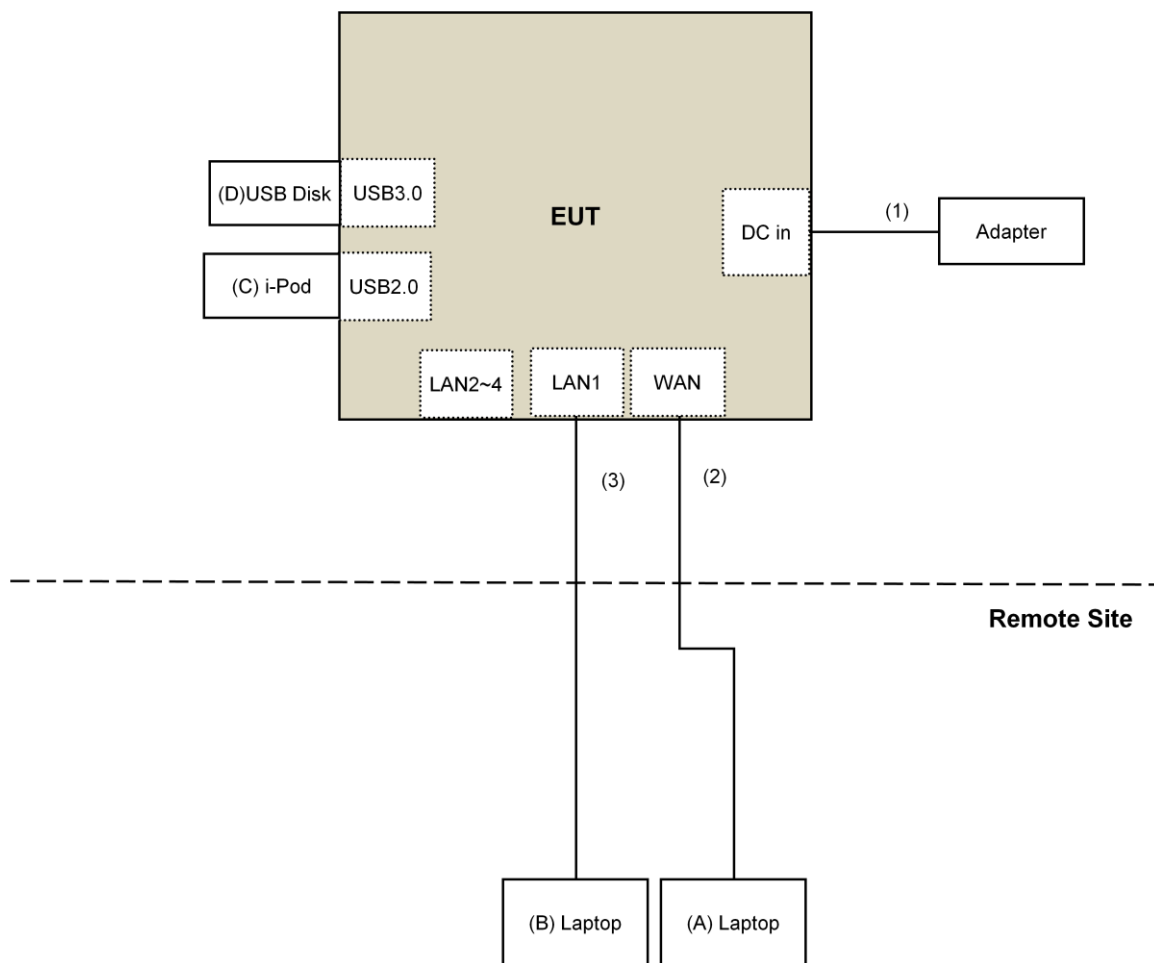 (D)USB Disk
USB3.0
EUT
DC in
(1)
Adapter
(C) i-Pod
USB2.0
LAN2~4
LAN1
WAN
(3)
(2)
Remote Site
(B) Laptop
(A) Laptop